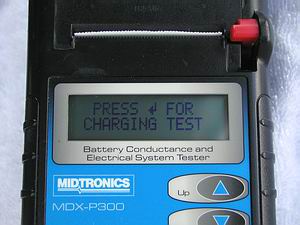 PRESS ↲ FOR
CHARGING TEST
Battery Conductance and
Electrical System Tester
MIDTRONICS
MDX-P300
Up